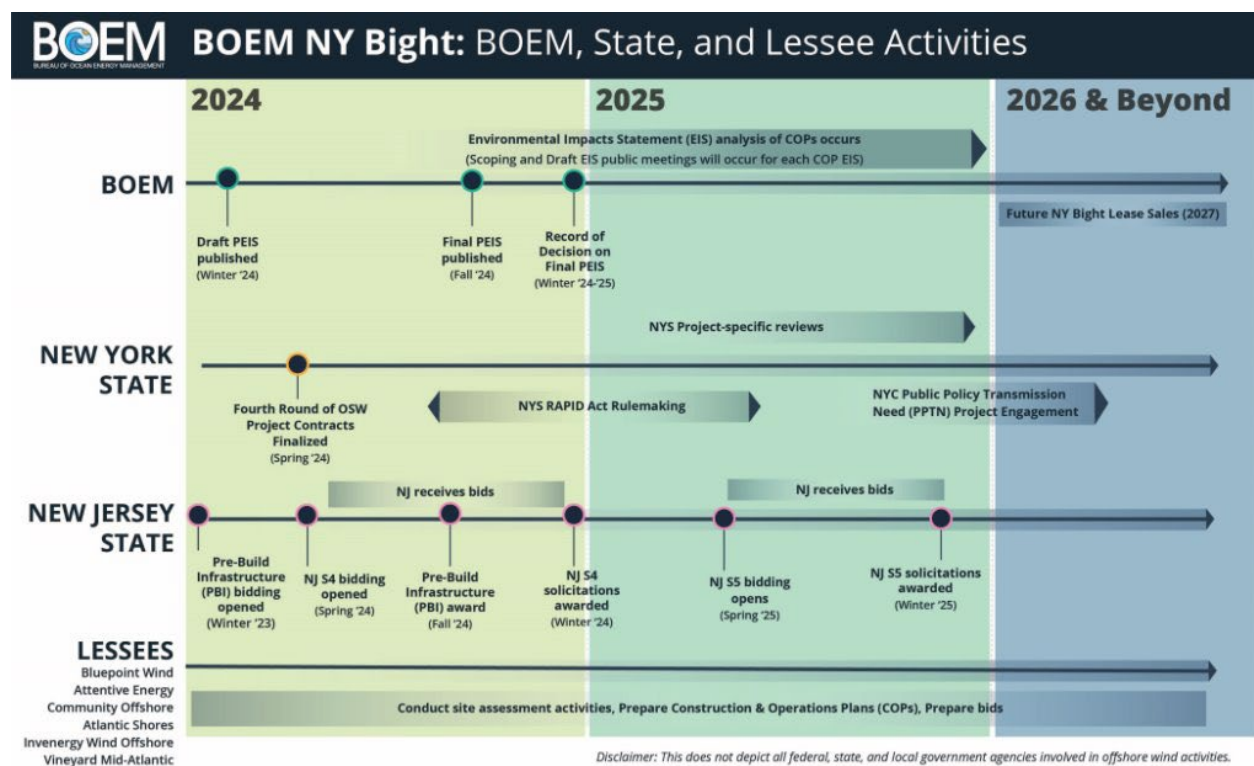 BOEM
BUREAU OF OCEAN ENERGY MANAGEMENT
BOEM NY Bight: BOEM, State, and Lessee Activities
2024
2025
2026 & Beyond
BOEM
Environmental Impacts Statement (EIS) analysis of COPs occurs
(Scoping and Draft EIS public meetings will occur for each COP EIS)
Draft PEIS
published
(Winter '24)
Final PEIS
published
(Fall '24)
Record of
Decision on
Final PEIS
(Winter '24-'25)
Future NY Bight Lease Sales (2027)
NEW YORK
STATE
NYS Project-specific reviews
Fourth Round of OSW
Project Contracts
Finalized
(Spring '24)
NYS RAPID Act Rulemaking
NYC Public Policy Transmission
Need (PPTN) Project Engagement
NEW JERSEY
STATE
NJ receives bids
NJ receives bids
Pre-Build
Infrastructure
(PBI) bidding
opened
(Winter '23)
NJ S4 bidding
opened
(Spring '24)
Pre-Build
Infrastructure
(PBI) award
(Fall '24)
NJ S4
solicitations
awarded
(Winter '24)
NJ S5 bidding
opens
(Spring '25)
NJ S5 solicitations
awarded
(Winter '25)
LESSEES
Bluepoint Wind
Attentive Energy
Community Offshore
Atlantic Shores
Invenergy Wind Offshore
Vineyard Mid-Atlantic
Conduct site assessment activities, Prepare Construction & Operations Plans (COPs), Prepare bids
Disclaimer: This does not depict all federal, state, and local government agencies involved in offshore wind activities.